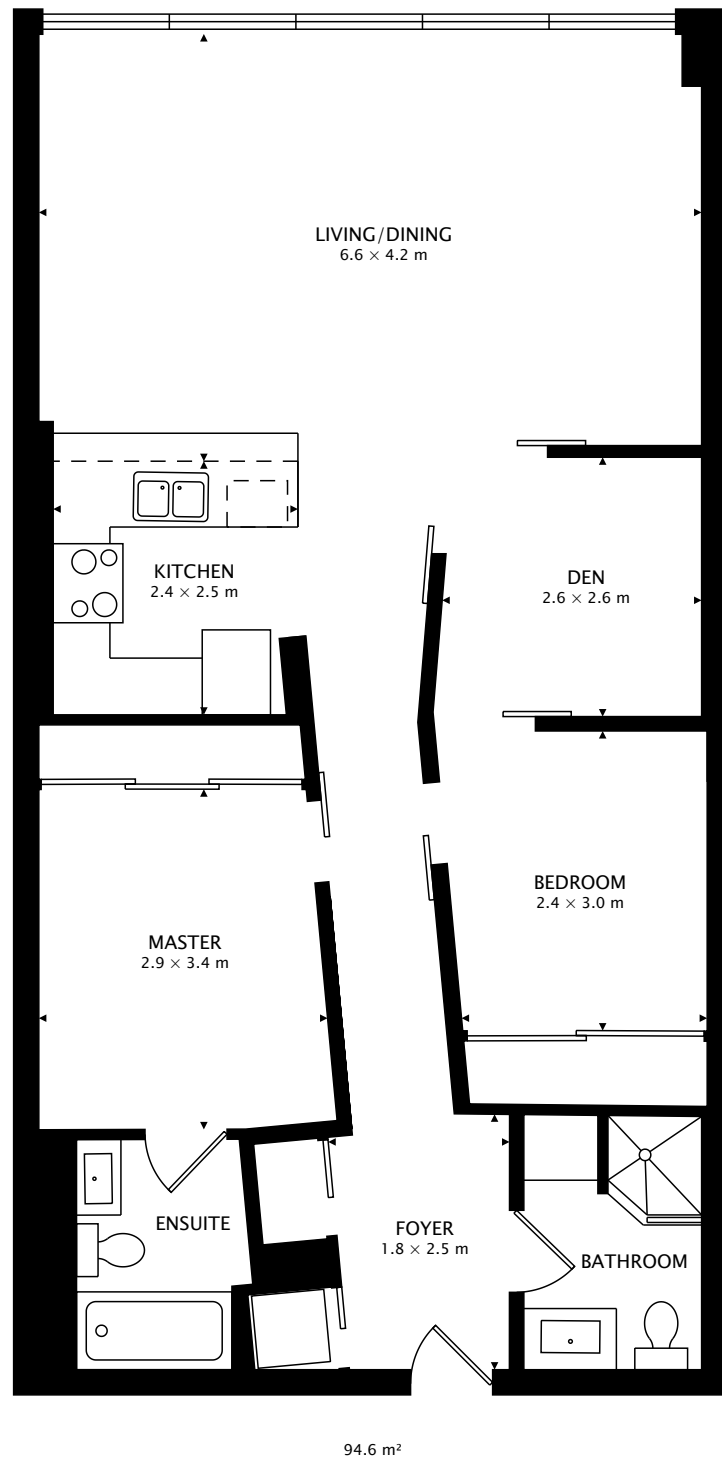 LIVING/DINING
6.6 × 4.2 m
KITCHEN
2.4 × 2.5 m
DEN
2.6 × 2.6 m
BEDROOM
2.4 × 3.0 m
MASTER
2.9 × 3.4 m
ENSUITE
FOYER
1.8 × 2.5 m
BATHROOM
94.6 m²